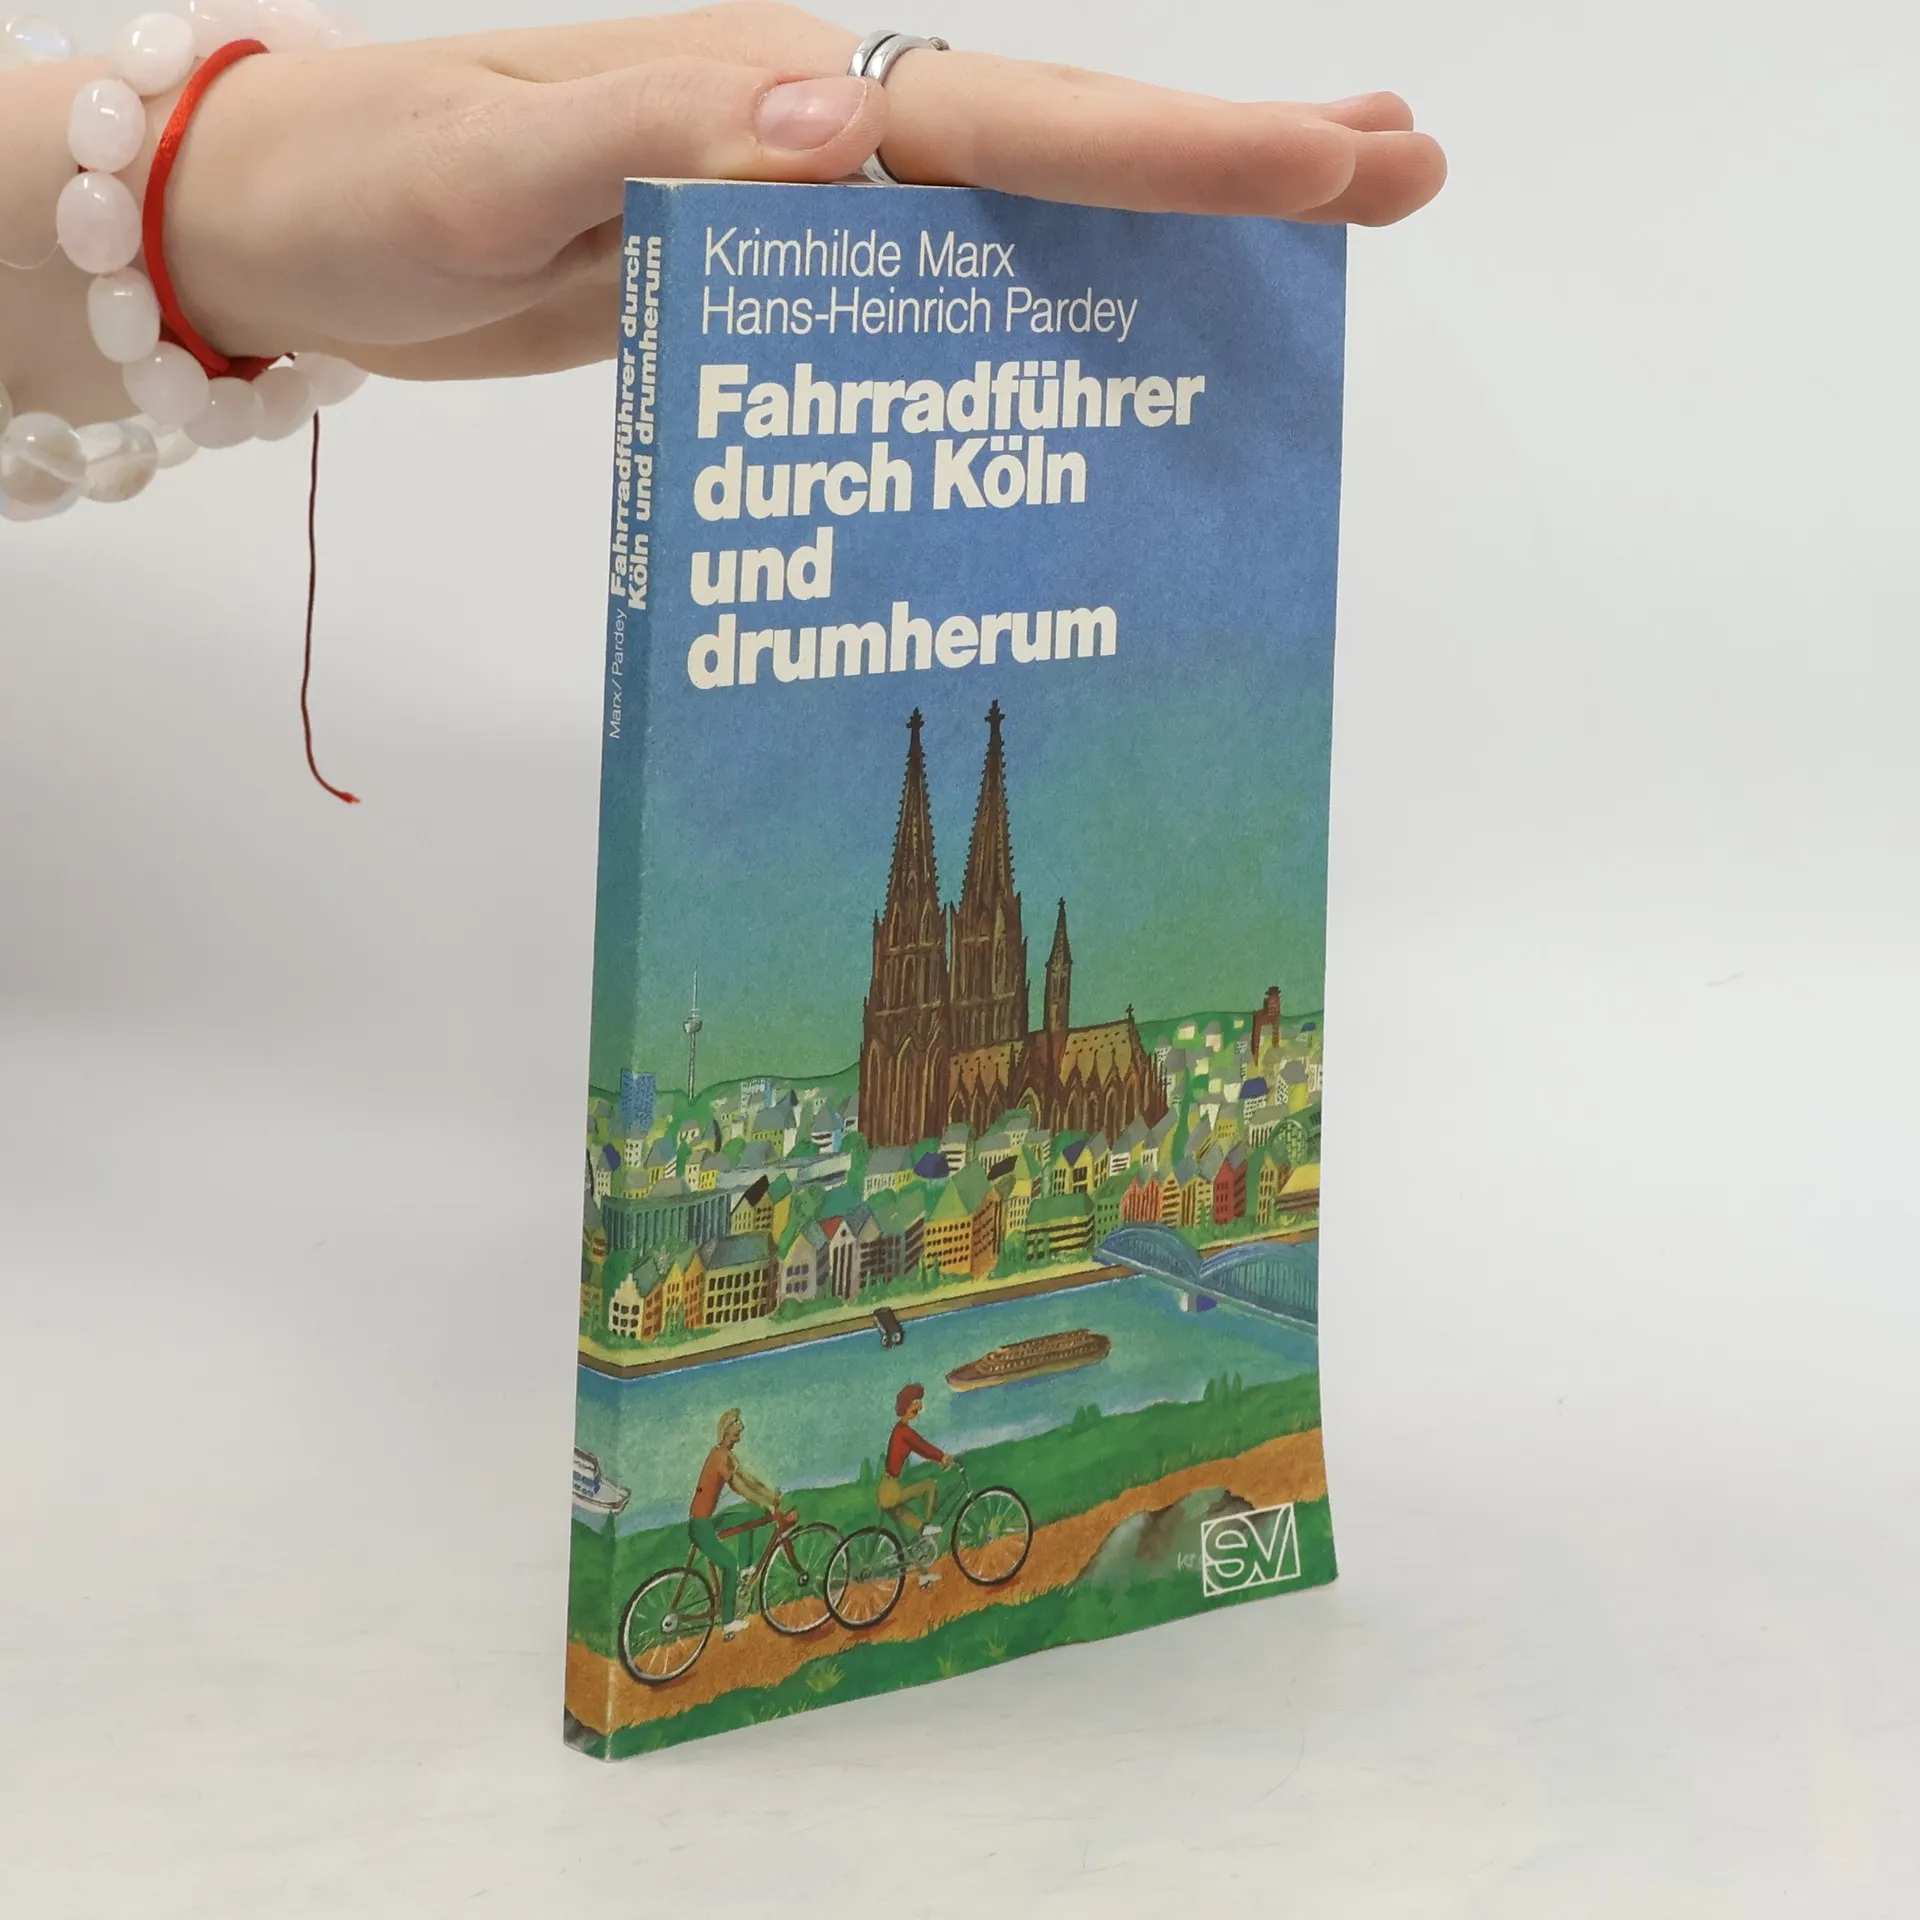 Krimhilde Marx
Hans-Heinrich Pardey
Fahrradführer
durch Köln
und
drumherum
Marx/Pardey Fahrradführer durch
Köln und drumherum
SV